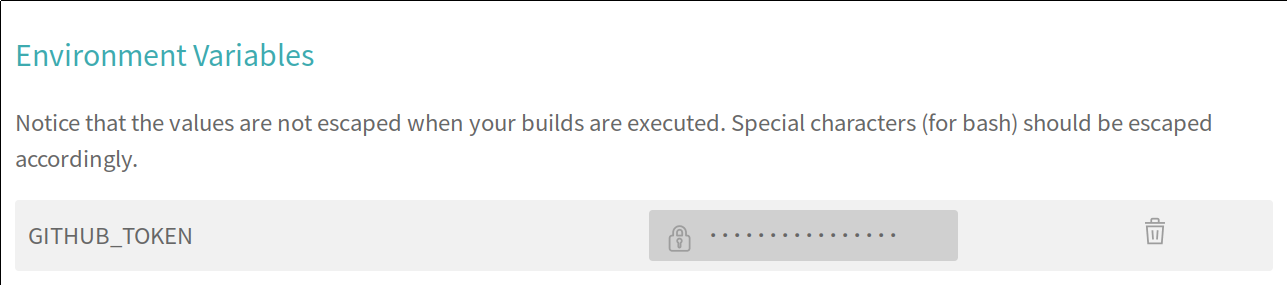 Environment Variables
Notice that the values are not escaped when your builds are executed. Special characters (for bash) should be escaped
accordingly.
GITHUB_TOKEN ················